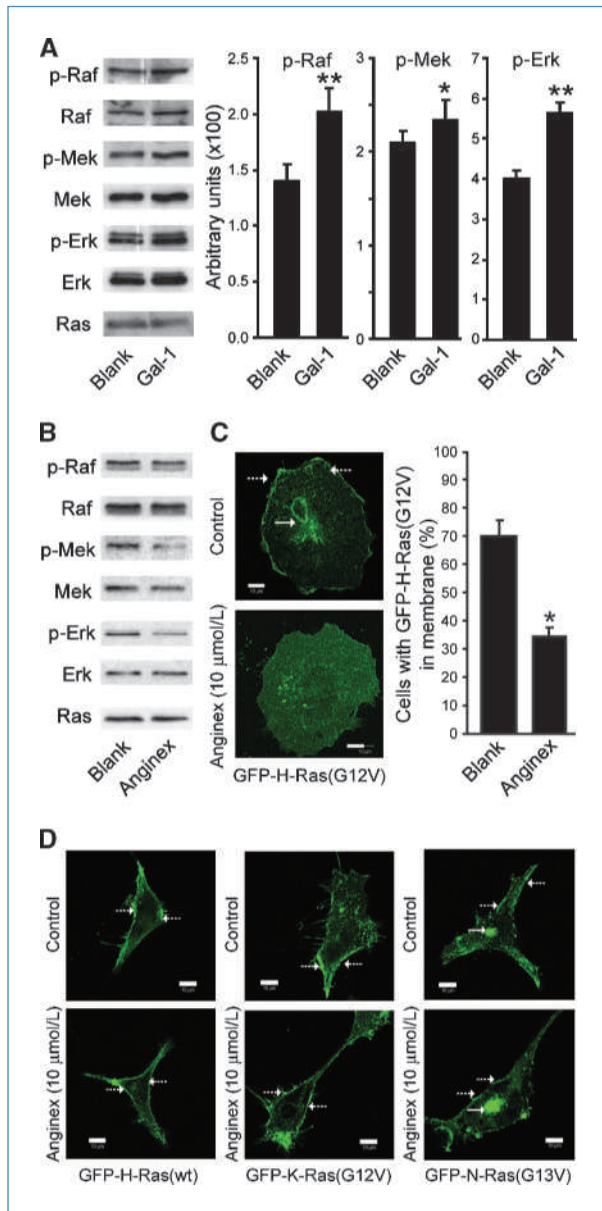 A
p-Raf
Raf
p-Mek
Mek
p-Erk
Erk
Ras
Blank
Gal-1
Arbitrary units (x100)
p-Raf
2.5
2.0
1.5
1.0
0.5
0.0
**
Blank
Gal-1
p-Mek
3
2
1
0
*
Blank
Gal-1
p-Erk
7
6
5
4
3
2
1
0
**
Blank
Gal-1
B
p-Raf
Raf
p-Mek
Mek
p-Erk
Erk
Ras
Blank
Anginex
C
Control
Anginex (10 μmol/L)
GFP-H-Ras(G12V)
Cells with GFP-H-Ras(G12V)
in membrane (%)
100
90
80
70
60
50
40
30
20
10
0
*
Blank
Anginex
D
Control
Control
Control
Anginex (10 μmol/L)
Anginex (10 μmol/L)
Anginex (10 μmol/L)
GFP-H-Ras(wt)
GFP-K-Ras(G12V)
GFP-N-Ras(G13V)